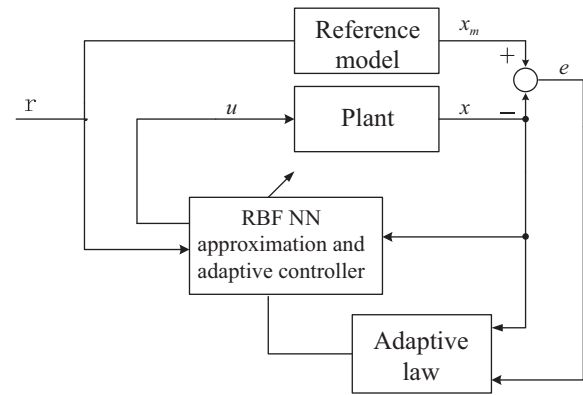 Reference
model
x_m
+
e
r
u
Plant
x
−
RBF NN
approximation and
adaptive controller
Adaptive
law